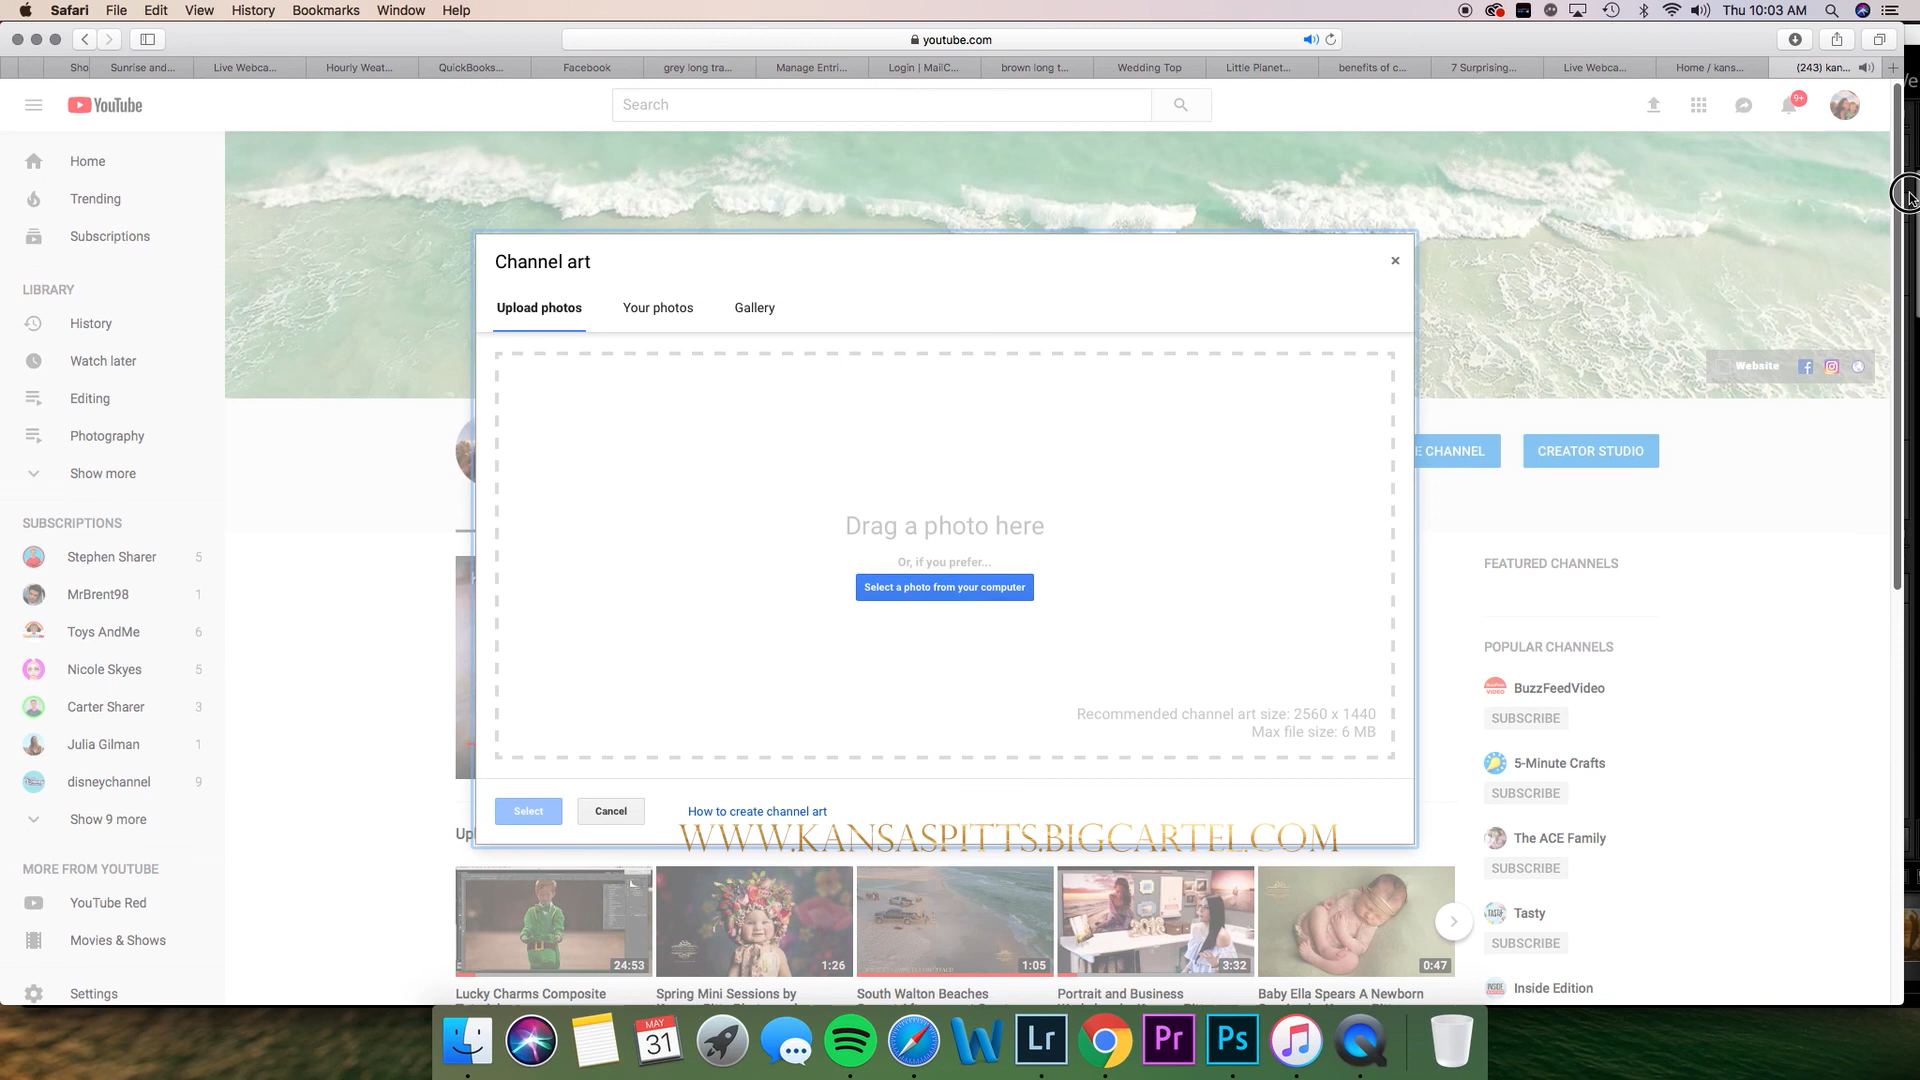 Safari File Edit View History Bookmarks Window Help
Thu 10:03 AM
youtube.com
Sho
Sunrise and...
Live Webca...
Hourly Weat...
QuickBooks...
Facebook
grey long tra...
Manage Entri...
Login | MailC...
brown long t...
Wedding Top
Little Planet...
benefits of c...
7 Surprising...
Live Webca...
Home / kans...
(243) kan...
YouTube
Search
9+
Home
Trending
Subscriptions
LIBRARY
History
Watch later
Editing
Photography
Show more
SUBSCRIPTIONS
Stephen Sharer 5
MrBrent98 1
Toys AndMe 6
Nicole Skyes 5
Carter Sharer 3
Julia Gilman 1
disneychannel 9
Show 9 more
MORE FROM YOUTUBE
YouTube Red
Movies & Shows
Settings
Website
Channel art
Upload photos
Your photos
Gallery
Drag a photo here
Or, if you prefer...
Select a photo from your computer
Recommended channel art size: 2560 x 1440
Max file size: 6 MB
Select
Cancel
How to create channel art
WWW.KANSASPITTS.BIGCARTEL.COM
E CHANNEL
CREATOR STUDIO
FEATURED CHANNELS
POPULAR CHANNELS
BuzzFeedVideo
SUBSCRIBE
5-Minute Crafts
SUBSCRIBE
The ACE Family
SUBSCRIBE
Tasty
SUBSCRIBE
Inside Edition
Upl
24:53
1:26
1:05
3:32
0:47
Lucky Charms Composite
Spring Mini Sessions by
South Walton Beaches
Portrait and Business
Baby Ella Spears A Newborn
MAY
31
W
Lr
Pr
Ps